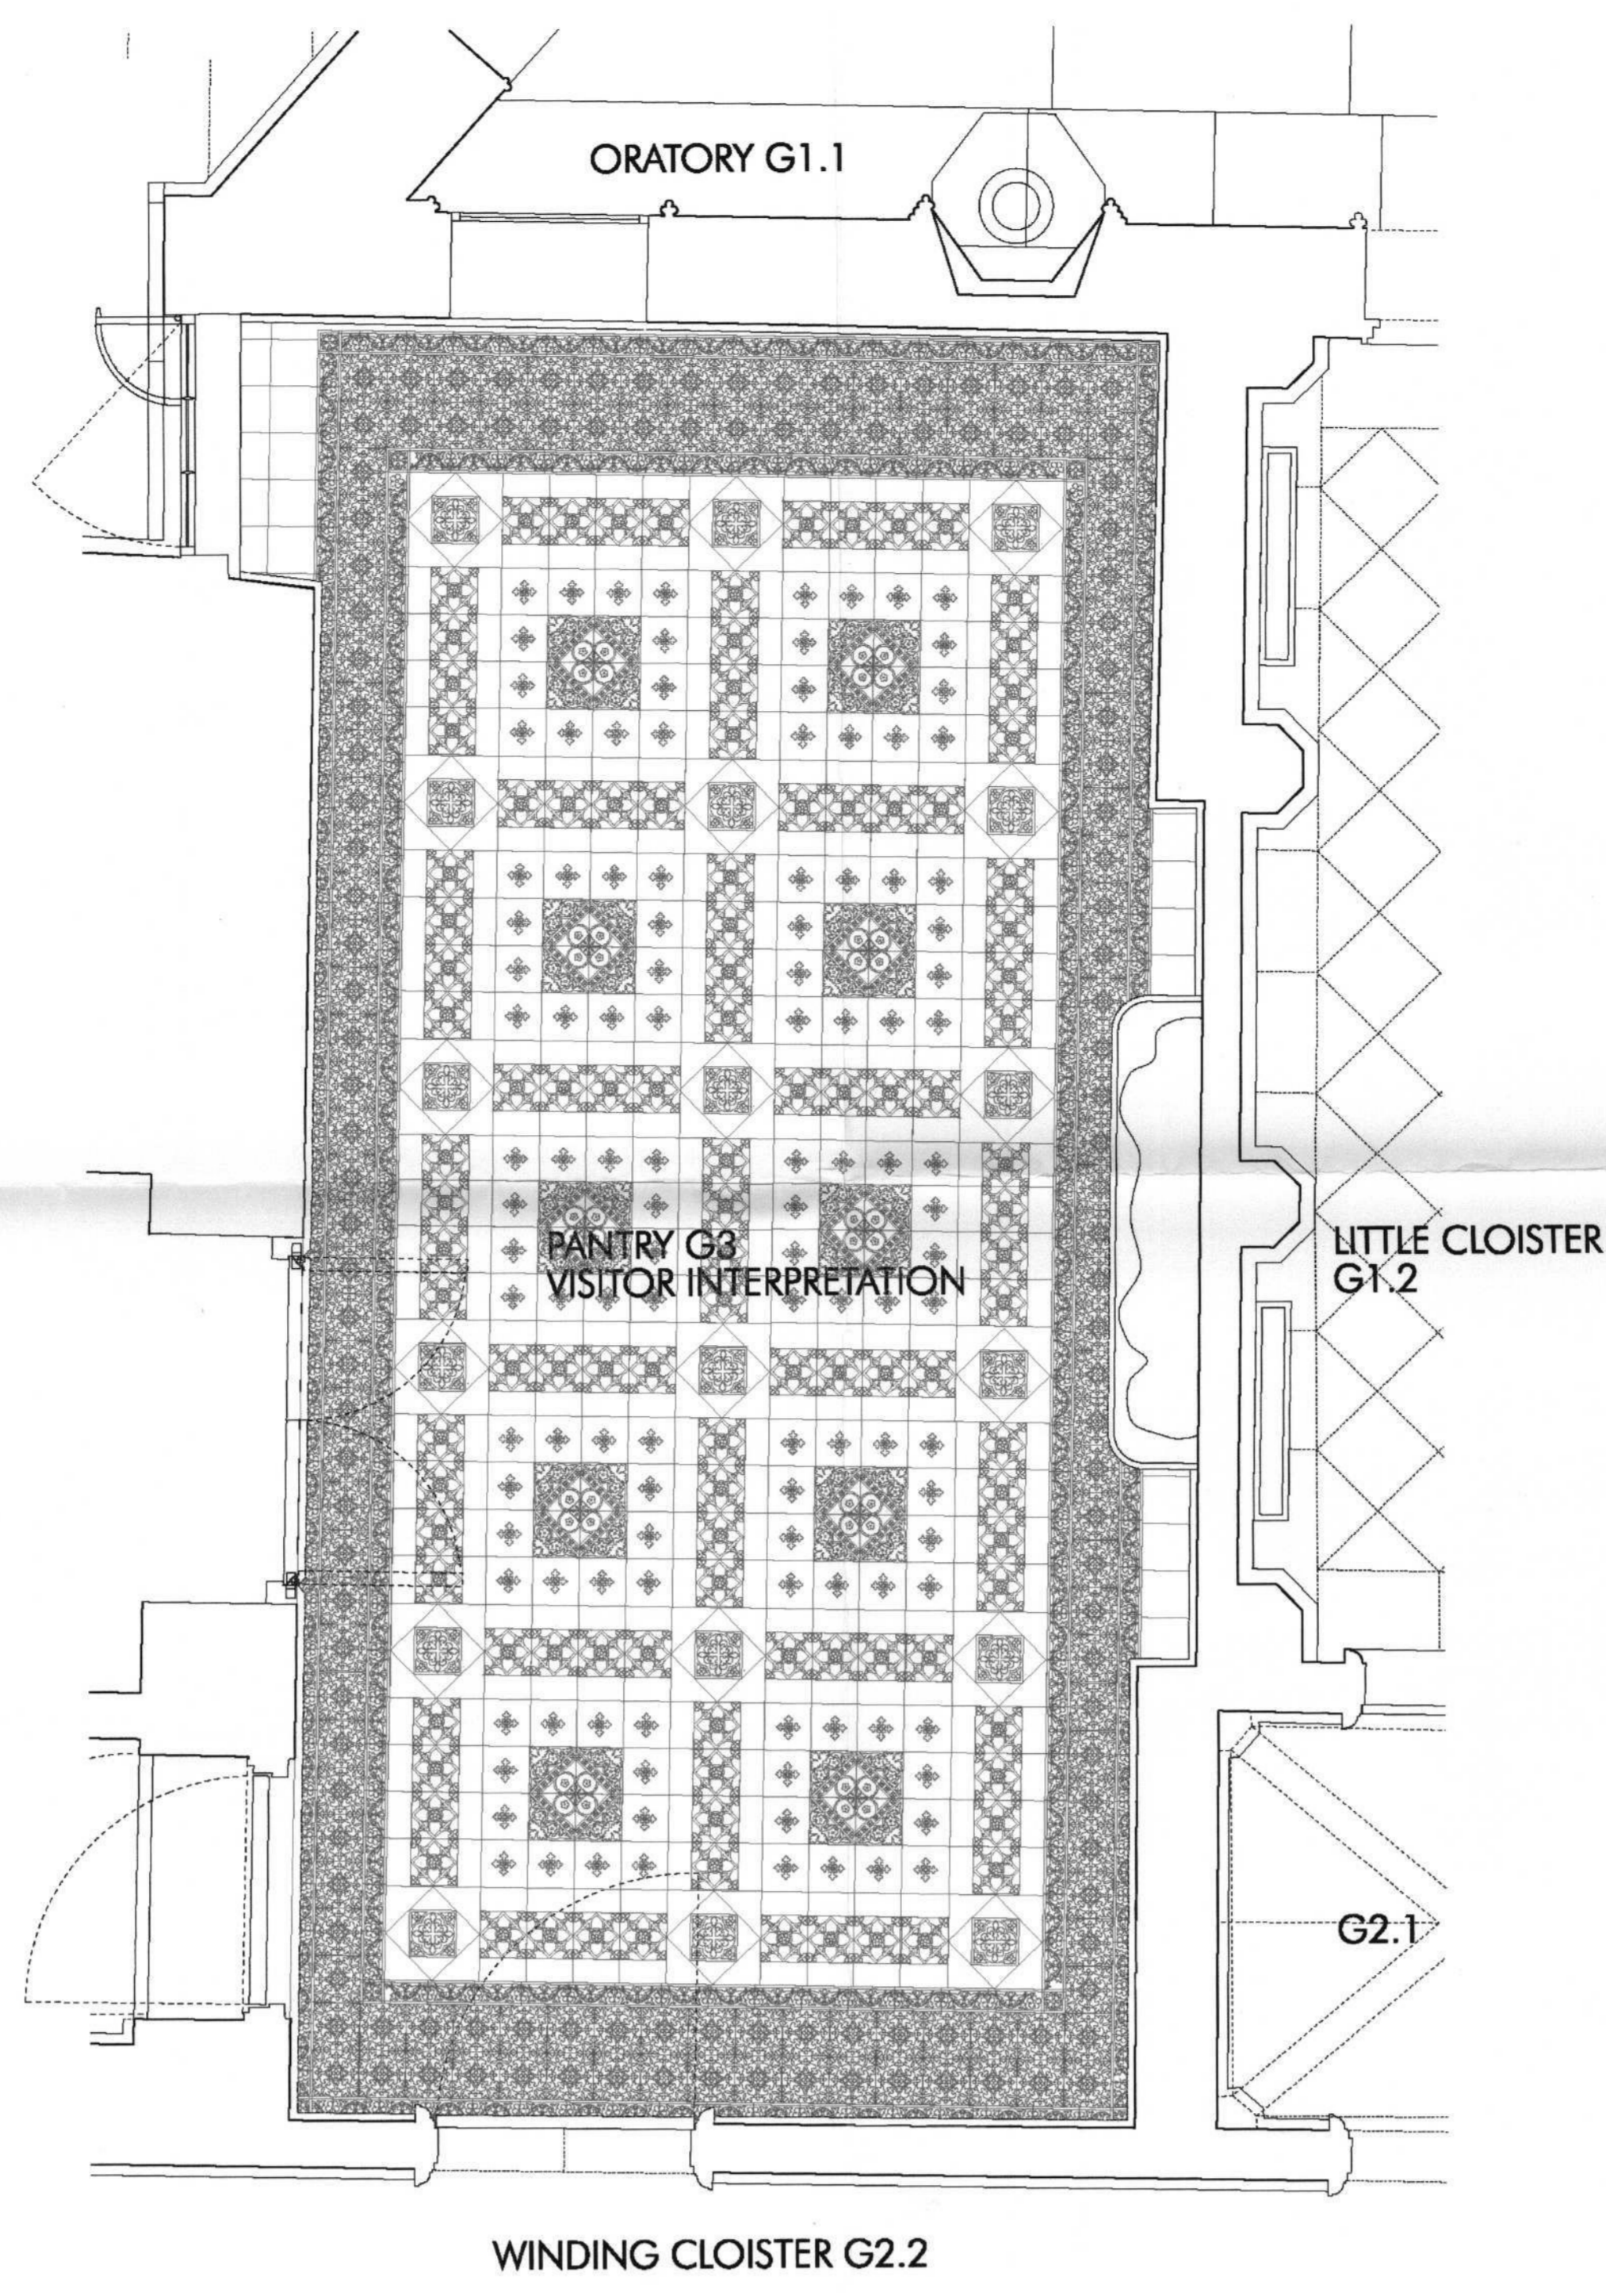 ORATORY G1.1
PANTRY G3
VISITOR INTERPRETATION
LITTLE CLOISTER
G1.2
G2.1
WINDING CLOISTER G2.2